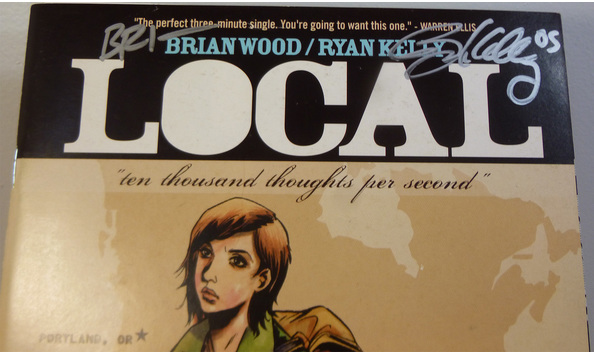 "The perfect three-minute single. You're going to want this one." - WARREN ELLIS
BRIAN WOOD / RYAN KELLY
LOCAL
"ten thousand thoughts per second"
PORTLAND, OR★